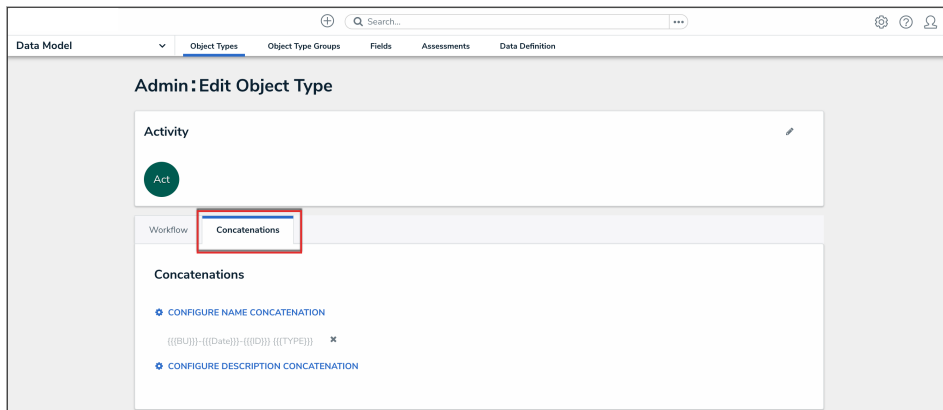 Search...
Data Model Object Types Object Type Groups Fields Assessments Data Definition
Admin:Edit Object Type
Activity
Act
Workflow Concatenations
Concatenations
CONFIGURE NAME CONCATENATION
{{{BU}}}-{{{Date}}}-{{{ID}}} {{{TYPE}}}
CONFIGURE DESCRIPTION CONCATENATION